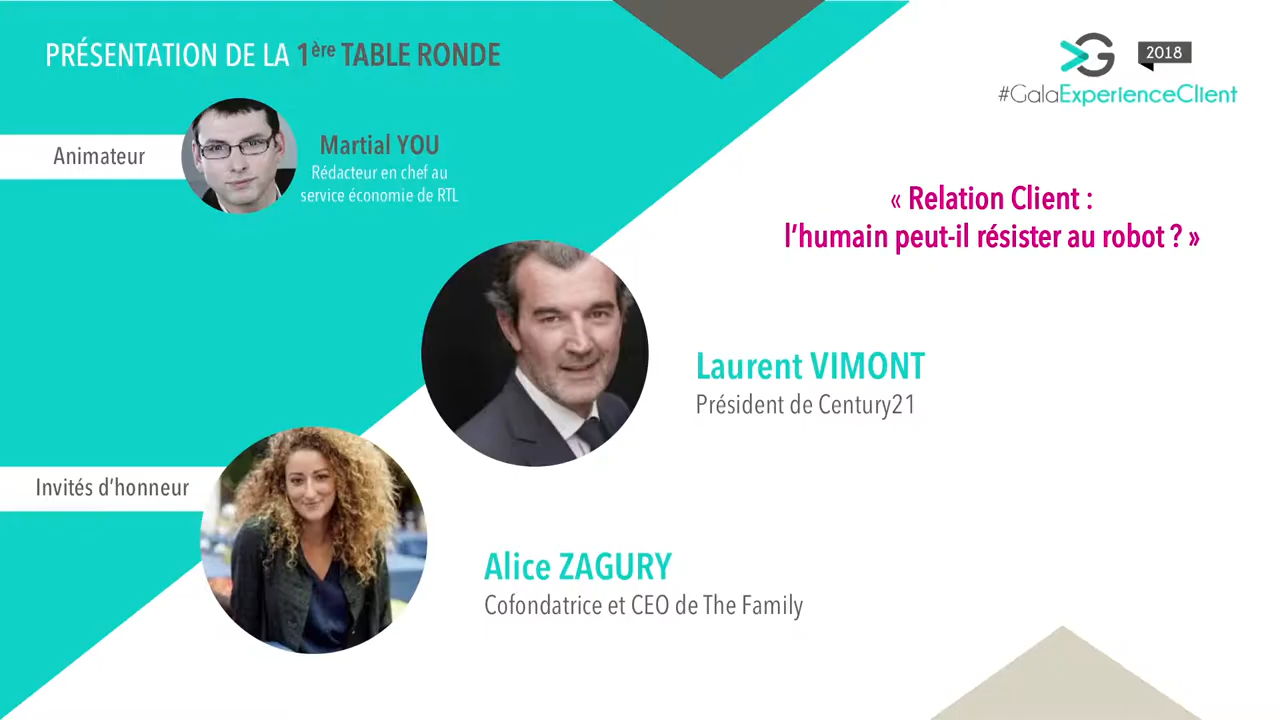 PRÉSENTATION DE LA 1ère TABLE RONDE
2018
#GalaExperienceClient
Animateur
Martial YOU
Rédacteur en chef au
service économie de RTL
« Relation Client :
l’humain peut-il résister au robot ? »
Laurent VIMONT
Président de Century21
Invités d’honneur
Alice ZAGURY
Cofondatrice et CEO de The Family